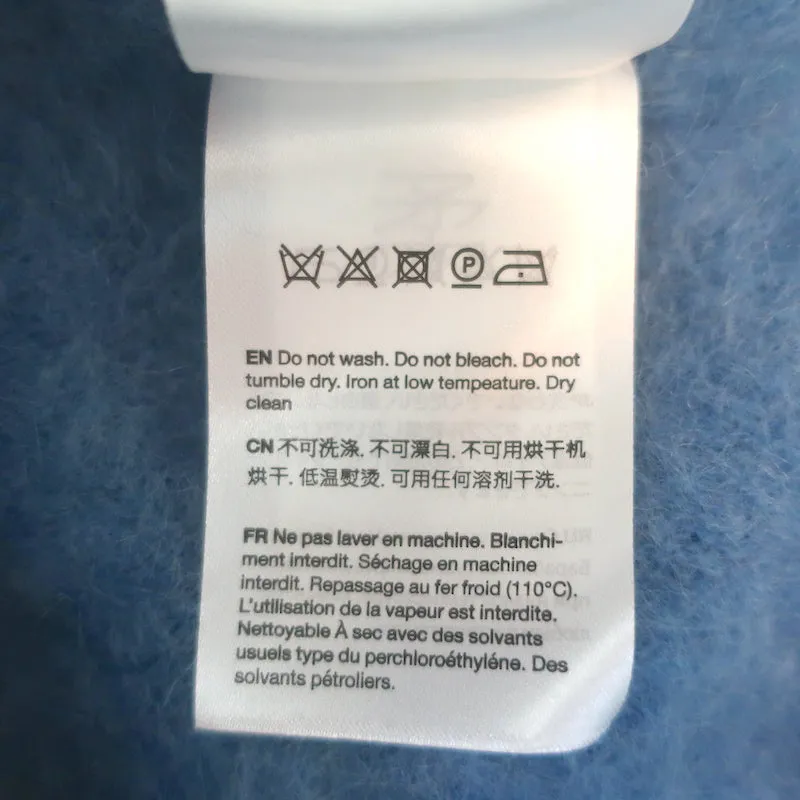 P
EN Do not wash. Do not bleach. Do not
tumble dry. Iron at low tempeature. Dry
clean
CN 不可洗涤. 不可漂白. 不可用烘干机
烘干. 低温熨烫. 可用任何溶剂干洗.
FR Ne pas laver en machine. Blanchi-
ment interdit. Séchage en machine
interdit. Repassage au fer froid (110°C).
L'utilisation de la vapeur est interdite.
Nettoyable À sec avec des solvants
usuels type du perchloroéthyléne. Des
solvants pétroliers.